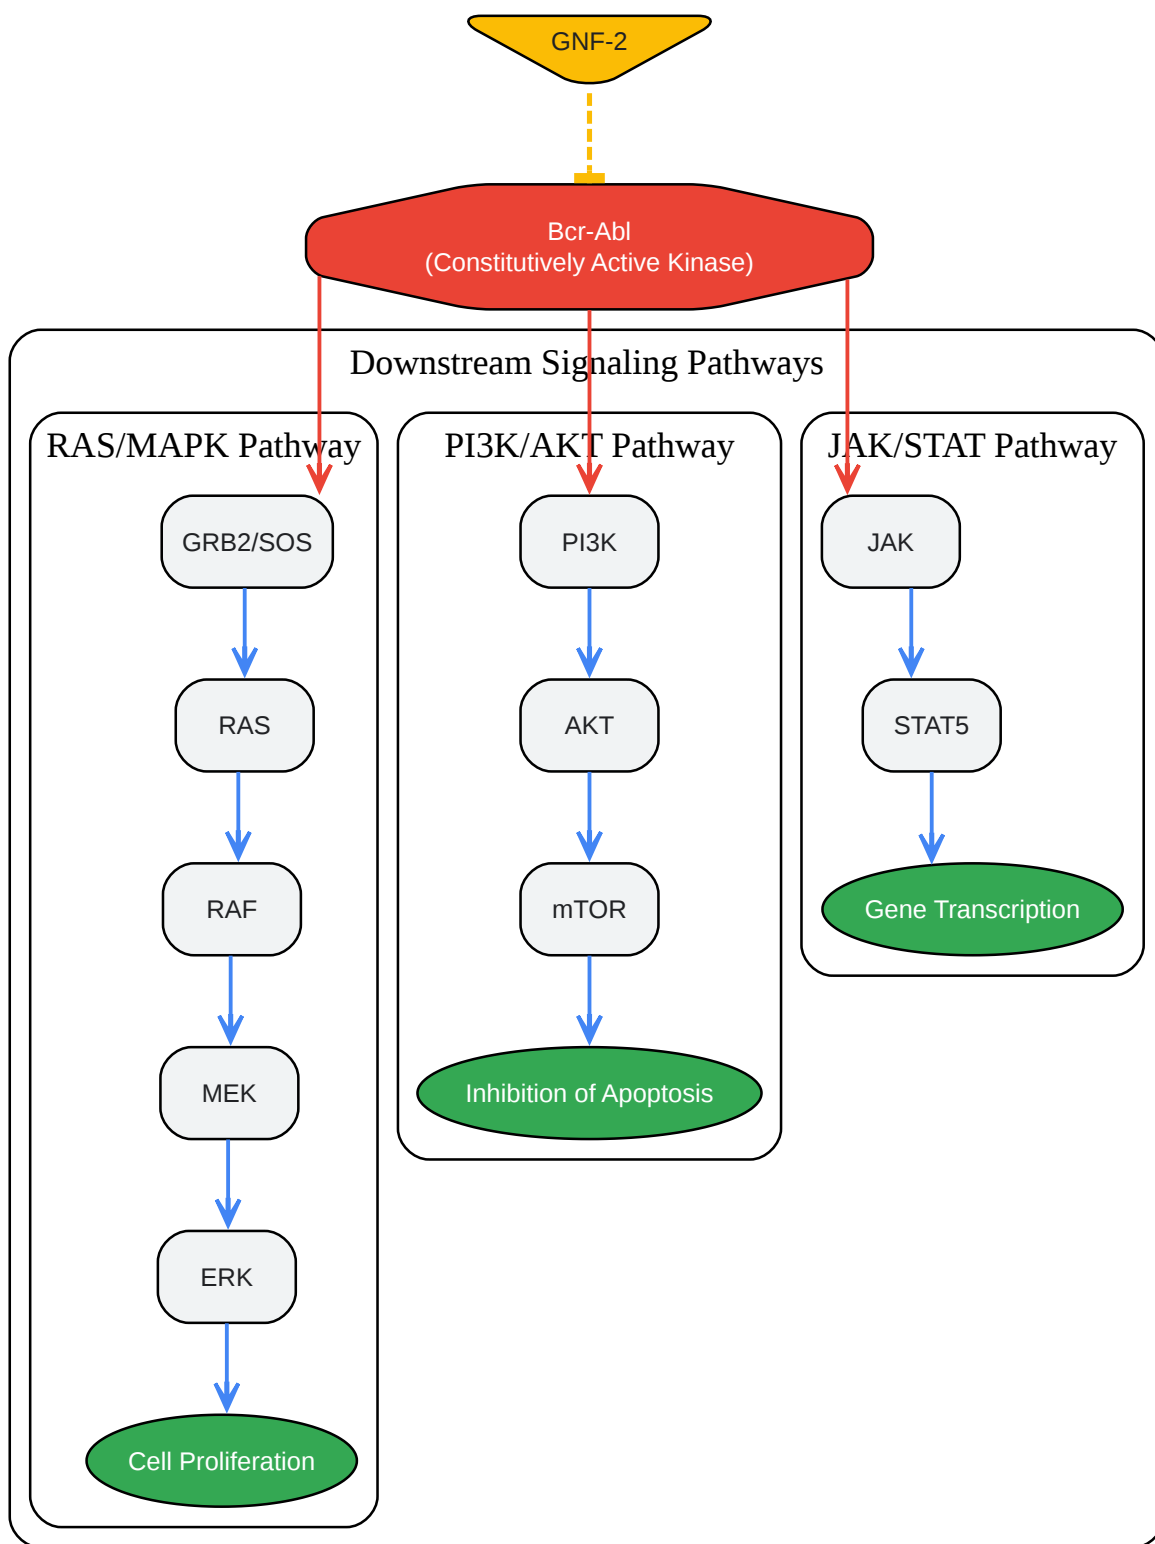 GNF-2
Bcr-Abl
(Constitutively Active Kinase)
Downstream Signaling Pathways
RAS/MAPK Pathway
GRB2/SOS
RAS
RAF
MEK
ERK
Cell Proliferation
PI3K/AKT Pathway
PI3K
AKT
mTOR
Inhibition of Apoptosis
JAK/STAT Pathway
JAK
STAT5
Gene Transcription